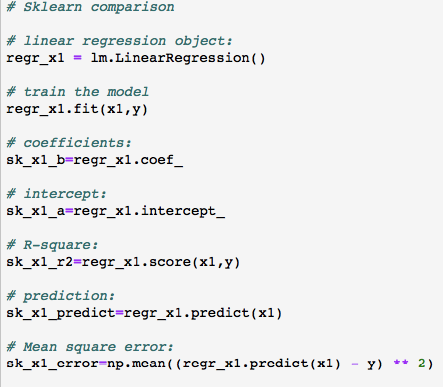 # Sklearn comparison
# linear regression object:
regr_x1 = lm.LinearRegression()
# train the model
regr_x1.fit(x1,y)
# coefficients:
sk_x1_b=regr_x1.coef_
# intercept:
sk_x1_a=regr_x1.intercept_
# R-square:
sk_x1_r2=regr_x1.score(x1,y)
# prediction:
sk_x1_predict=regr_x1.predict(x1)
# Mean square error:
sk_x1_error=np.mean((regr_x1.predict(x1) - y) ** 2)